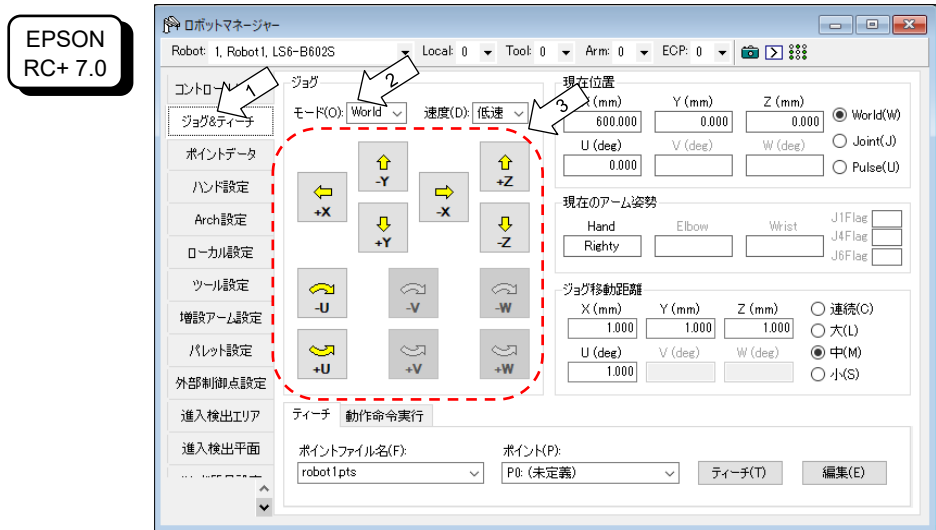 EPSON
RC+ 7.0
ロボットマネージャー
Robot: 1, Robot1, LS6-B602S Local: 0 Tool: 0 Arm: 0 ECP: 0
ジョグ&ティーチ
ポイントデータ
ハンド設定
Arch設定
ローカル設定
ツール設定
増設アーム設定
パレット設定
外部制御点設定
進入検出エリア
進入検出平面
1
2
3
ジョグ
モード(O): World 速度(D): 低速
+X
-Y
+Y
-X
+Z
-Z
-U
-V
-W
+U
+V
+W
現在位置
X (mm) Y (mm) Z (mm)
600.000 0.000 0.000
U (deg) V (deg) W (deg)
0.000
World(W)
Joint(J)
Pulse(U)
現在のアーム姿勢
Hand Elbow Wrist
Righty
J1Flag
J4Flag
J6Flag
ジョグ移動距離
X (mm) Y (mm) Z (mm)
1.000 1.000 1.000
U (deg) V (deg) W (deg)
1.000
連続(C)
大(L)
中(M)
小(S)
ティーチ 動作命令実行
ポイントファイル名(F): ポイント(P):
robot1.pts P0: (未定義) ティーチ(T) 編集(E)